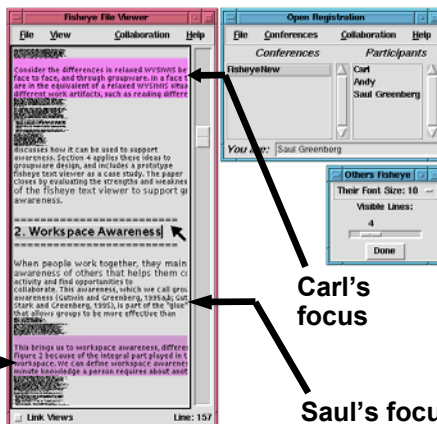 Fisheye File Viewer
File View Collaboration Help
Consider the differences in relaxed WYSIWIS be
face to face, and through groupware. In a face t
are in the equivalent of a relaxed WYSIWIS situa
different work artifacts, such as reading differe
discusses how it can be used to support
awareness. Section 4 applies these ideas to
groupware design, and includes a prototype
fisheye text viewer as a case study. The paper
closes by evaluating the strengths and weaknes
of the fisheye text viewer to support gr
awareness.
2. Workspace Awareness
When people work together, they main
awareness of others that helps them co
activity and find opportunities to
collaborate. This awareness, which we call grou
awareness (Gutwin and Greenberg, 1995a,b; Gut
Stark and Greenberg, 1995), is part of the "glue"
that allows groups to be more effective than
This brings us to workspace awareness, differe
figure 2 because of the integral part played in t
workspace. We can define workspace awarenes
minute knowledge a person requires about anot
Link Views Line: 157
Open Registration
File Conferences Collaboration Help
Conferences Participants
FisheyeNew
Carl
Andy
Saul Greenberg
You are: Saul Greenberg
Others Fisheye
Their Font Size: 10
Visible Lines:
4
Done
Carl's
focus
Saul's focu